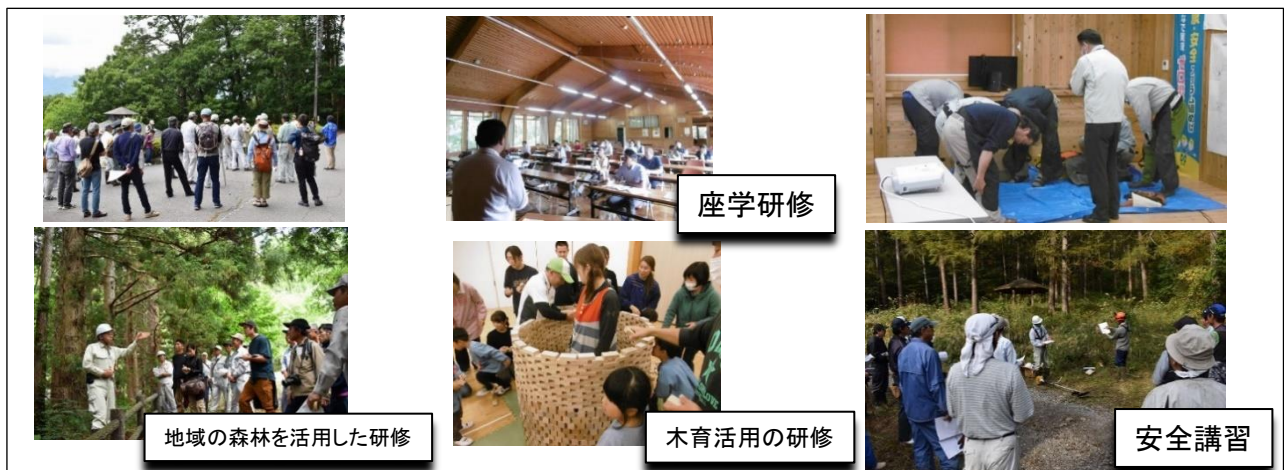 座学研修
地域の森林を活用した研修
木育活用の研修
安全講習